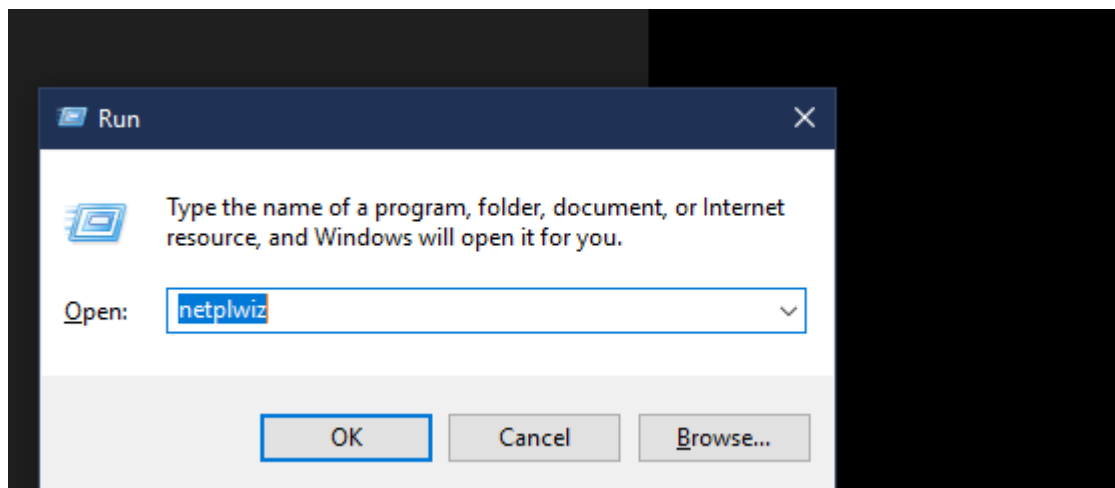 Run
Type the name of a program, folder, document, or Internet
resource, and Windows will open it for you.
Open: netplwiz
OK Cancel Browse...